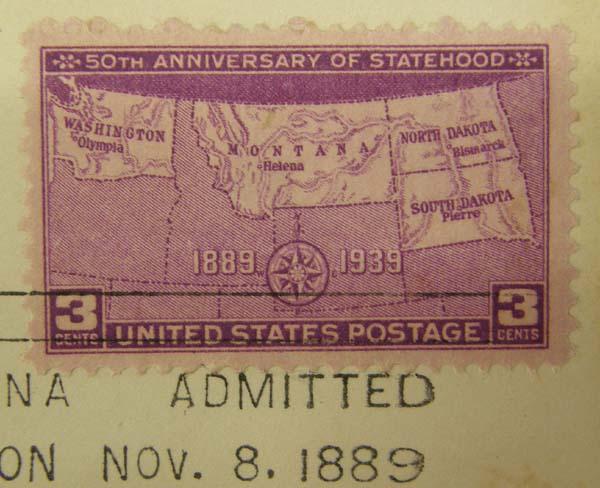 50TH ANNIVERSARY OF STATEHOOD
WASHINGTON
Olympia
MONTANA
Helena
NORTH DAKOTA
Bismarck
SOUTH DAKOTA
Pierre
1889 1939
3 CENTS
UNITED STATES POSTAGE
3 CENTS
NA ADMITTED
ON NOV. 8. 1889